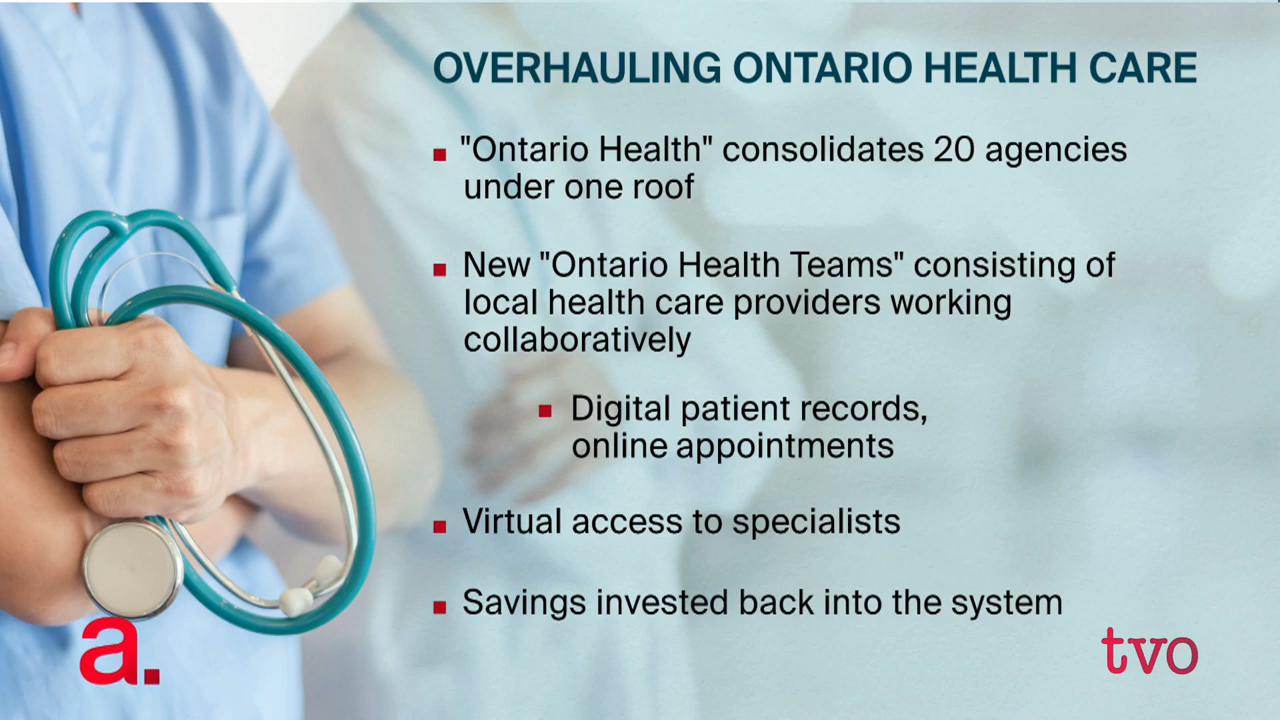 OVERHAULING ONTARIO HEALTH CARE
"Ontario Health" consolidates 20 agencies
under one roof
New "Ontario Health Teams" consisting of
local health care providers working
collaboratively
Digital patient records,
online appointments
Virtual access to specialists
Savings invested back into the system
a.
tvo